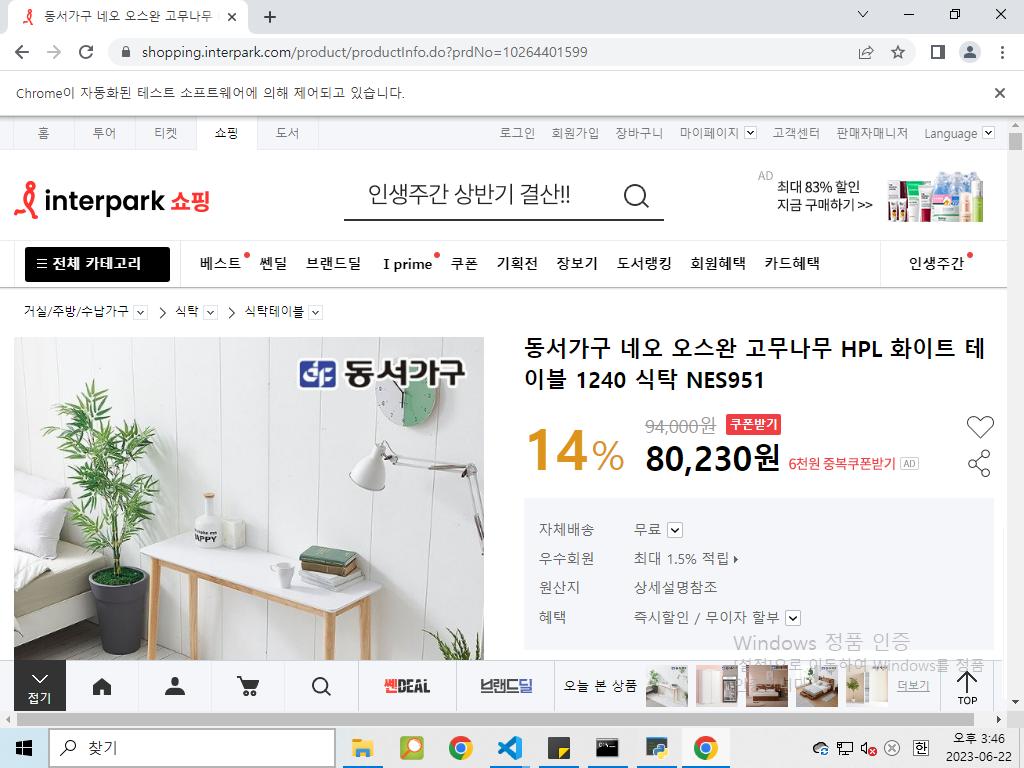 동서가구 네오 오스완 고무나무
shopping.interpark.com/product/productInfo.do?prdNo=10264401599
Chrome이 자동화된 테스트 소프트웨어에 의해 제어되고 있습니다.
홈 투어 티켓 쇼핑 도서 로그인 회원가입 장바구니 마이페이지 고객센터 판매자매니저 Language
interpark 쇼핑
인생주간 상반기 결산!!
AD
최대 83% 할인
지금 구매하기 >>
전체 카테고리 베스트 쎈딜 브랜드딜 I prime 쿠폰 기획전 장보기 도서랭킹 회원혜택 카드혜택 인생주간
거실/주방/수납가구 식탁 식탁테이블
동서가구
HAPPY
동서가구 네오 오스완 고무나무 HPL 화이트 테
이블 1240 식탁 NES951
14%
94,000원 쿠폰받기
80,230원 6천원 중복쿠폰받기 AD
자체배송 무료
우수회원 최대 1.5% 적립
원산지 상세설명참조
혜택 즉시할인 / 무이자 할부
Windows 정품 인증
[설정]으로 이동하여 Windows를 정품
접기
쎈DEAL
브랜드딜
오늘 본 상품
더보기
TOP
찾기
한
오후 3:46
2023-06-22